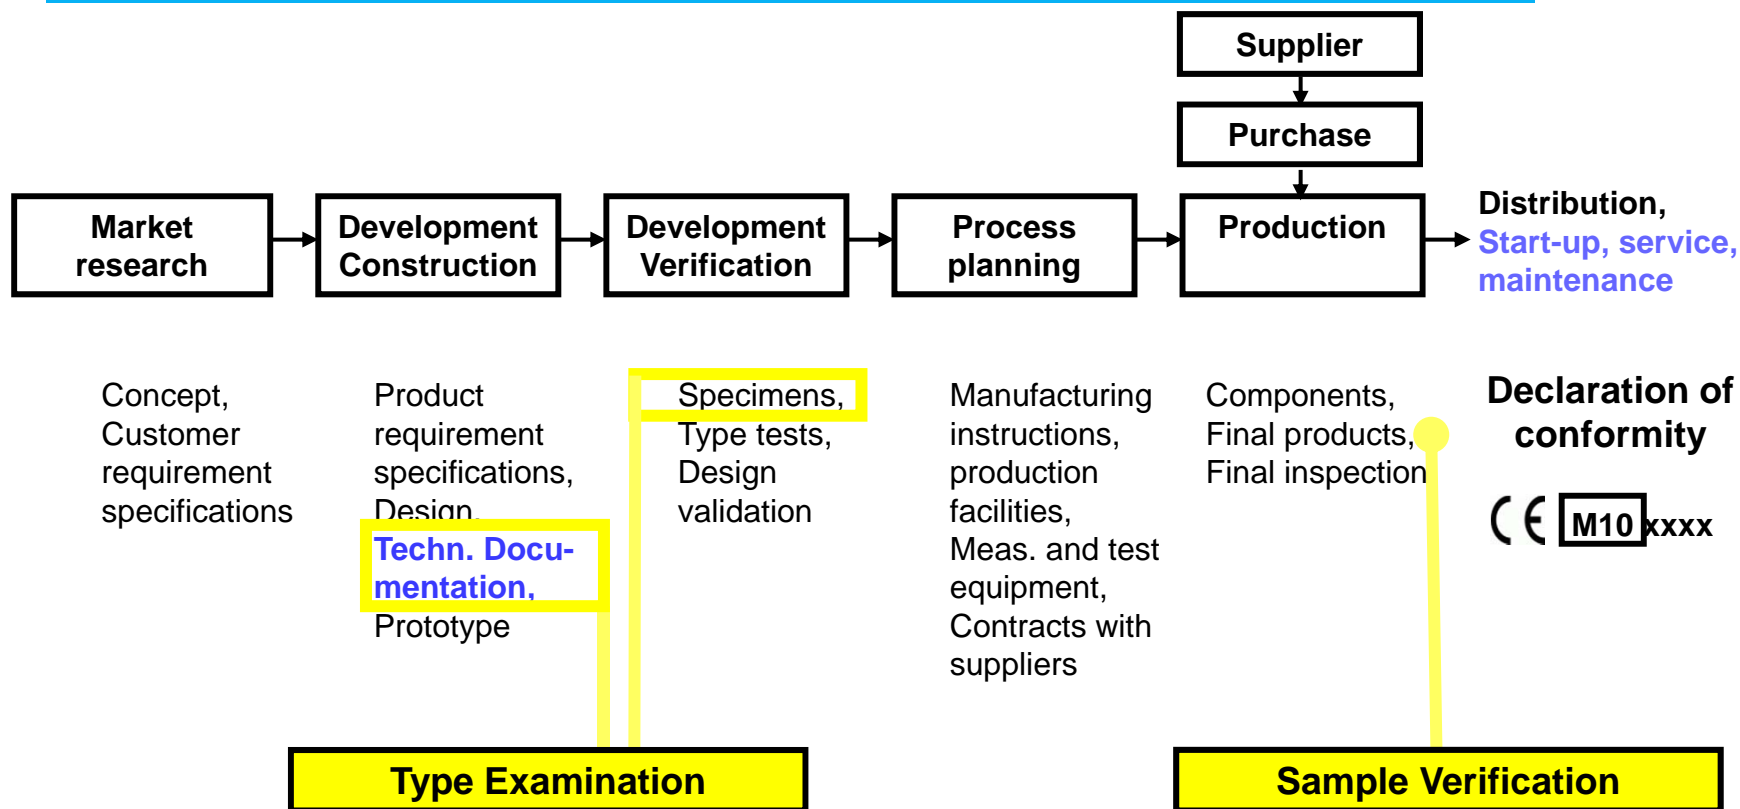 Supplier
Purchase
Market
research
Development
Construction
Development
Verification
Process
planning
Production
Distribution,
Start-up, service,
maintenance
Concept,
Customer
requirement
specifications
Product
requirement
specifications,
Design,
Techn. Docu-
mentation,
Prototype
Specimens,
Type tests,
Design
validation
Manufacturing
instructions,
production
facilities,
Meas. and test
equipment,
Contracts with
suppliers
Components,
Final products,
Final inspection
Declaration of
conformity
CE M10 xxxx
Type Examination
Sample Verification